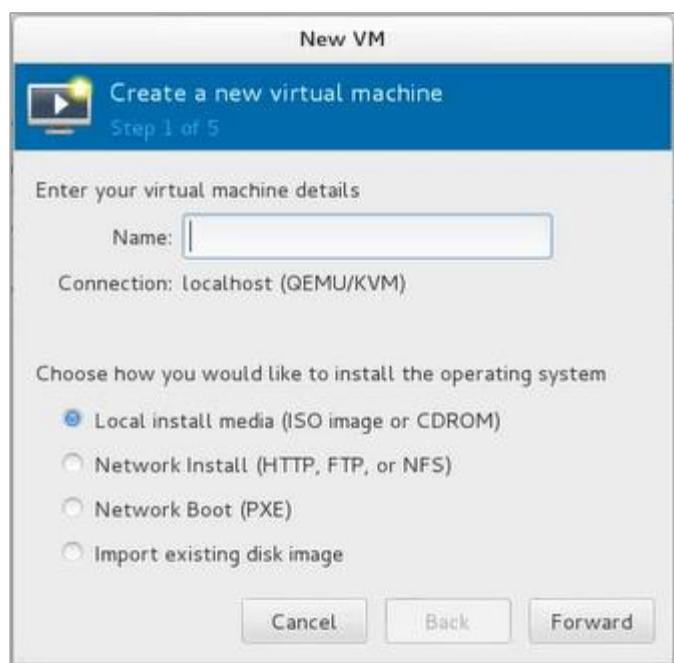 New VM
Create a new virtual machine
Step 1 of 5
Enter your virtual machine details
Name:
Connection: localhost (QEMU/KVM)
Choose how you would like to install the operating system
Local install media (ISO image or CDROM)
Network Install (HTTP, FTP, or NFS)
Network Boot (PXE)
Import existing disk image
Cancel Back Forward